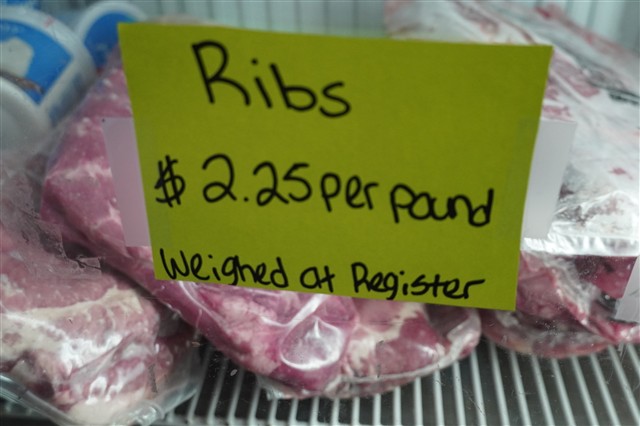 Ribs
$2.25 per pound
Weighed at Register